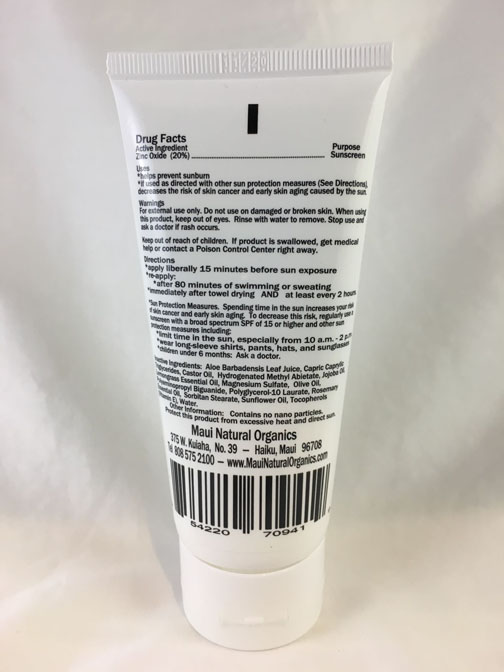 Drug Facts
Active Ingredient Purpose
Zinc Oxide (20%) Sunscreen
Uses
*helps prevent sunburn
*if used as directed with other sun protection measures (See Directions),
decreases the risk of skin cancer and early skin aging caused by the sun.
Warnings
For external use only. Do not use on damaged or broken skin. When using
this product, keep out of eyes. Rinse with water to remove. Stop use and
ask a doctor if rash occurs.
Keep out of reach of children. If product is swallowed, get medical
help or contact a Poison Control Center right away.
Directions
*apply liberally 15 minutes before sun exposure
*re-apply:
*after 80 minutes of swimming or sweating
*immediately after towel drying AND at least every 2 hours
*Sun Protection Measures. Spending time in the sun increases your risk
of skin cancer and early skin aging. To decrease this risk, regularly use a
sunscreen with a broad spectrum SPF of 15 or higher and other sun
protection measures including:
*limit time in the sun, especially from 10 a.m. - 2 p.m.
*wear long-sleeve shirts, pants, hats, and sunglasses
*children under 6 months: Ask a doctor.
Ingredients: Aloe Barbadensis Leaf Juice, Capric Caprylic
Castor Oil, Hydrogenated Methyl Abietate, Jojoba Oil,
Essential Oil, Magnesium Sulfate, Olive Oil,
Biguanide, Polyglycerol-10 Laurate, Rosemary
Oil, Sorbitan Stearate, Sunflower Oil, Tocopherols
Water.
Other Information: Contains no nano particles.
Protect this product from excessive heat and direct sun.
Maui Natural Organics
375 W. Kuiaha, No. 39 – Haiku, Maui 96708
Tel 808 575 2100 – www.MauiNaturalOrganics.com
54220 70941